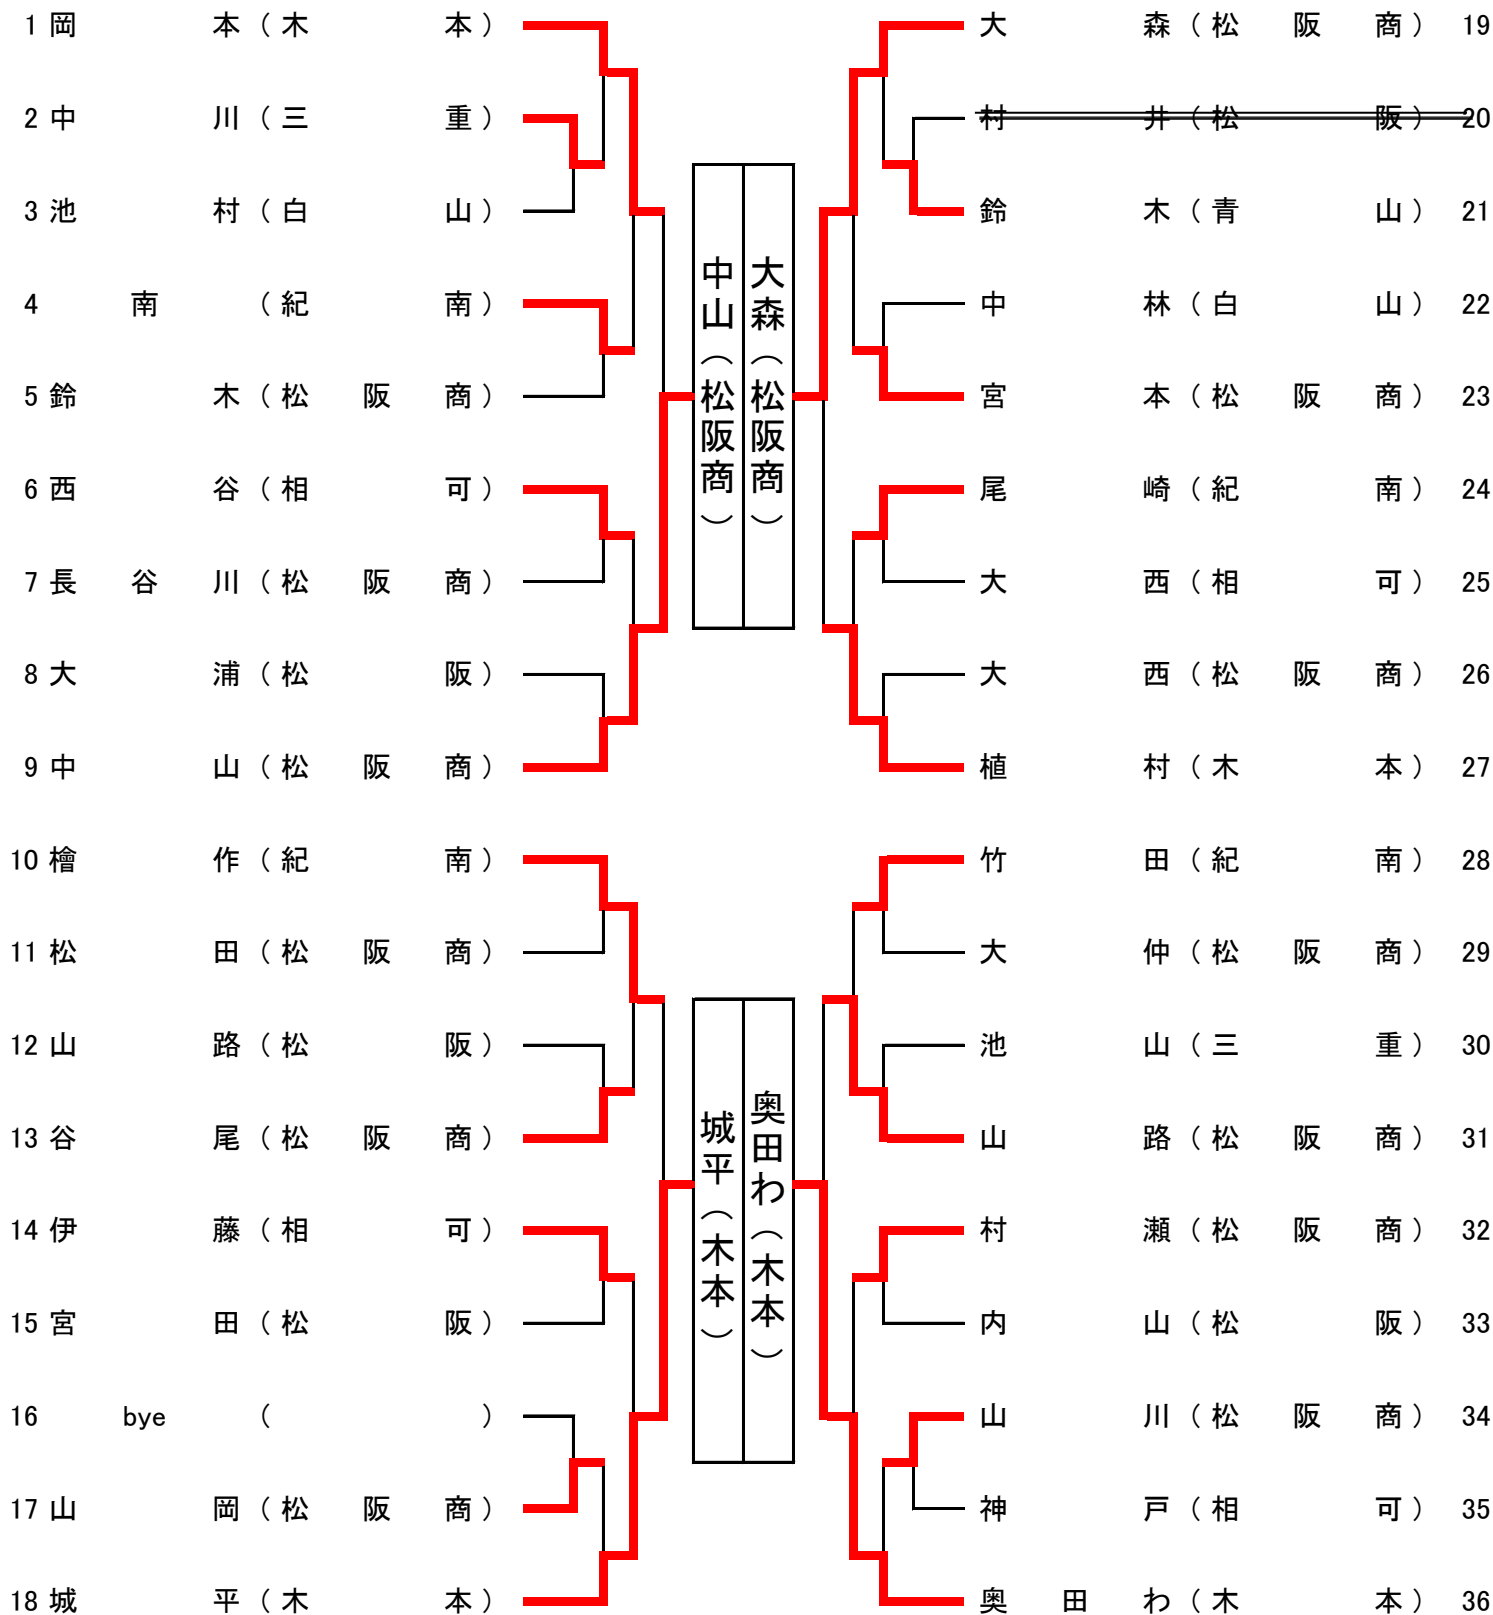 1 岡本（木本）
2 中川（三重）
3 池村（白山）
4 南（紀南）
5 鈴木（松阪商）
6 西谷（相可）
7 長谷川（松阪商）
8 大浦（松阪）
9 中山（松阪商）
10 檜作（紀南）
11 松田（松阪商）
12 山路（松阪）
13 谷尾（松阪商）
14 伊藤（相可）
15 宮田（松阪）
16 bye（　）
17 山岡（松阪商）
18 城平（木本）
中山（松阪商）
大森（松阪商）
城平（木本）
奥田わ（木本）
大森（松阪商） 19
村井（松阪） 20
鈴木（青山） 21
中林（白山） 22
宮本（松阪商） 23
尾崎（紀南） 24
大西（相可） 25
大西（松阪商） 26
植村（木本） 27
竹田（紀南） 28
大仲（松阪商） 29
池山（三重） 30
山路（松阪商） 31
村瀬（松阪商） 32
内山（松阪） 33
山川（松阪商） 34
神戸（相可） 35
奥田わ（木本） 36